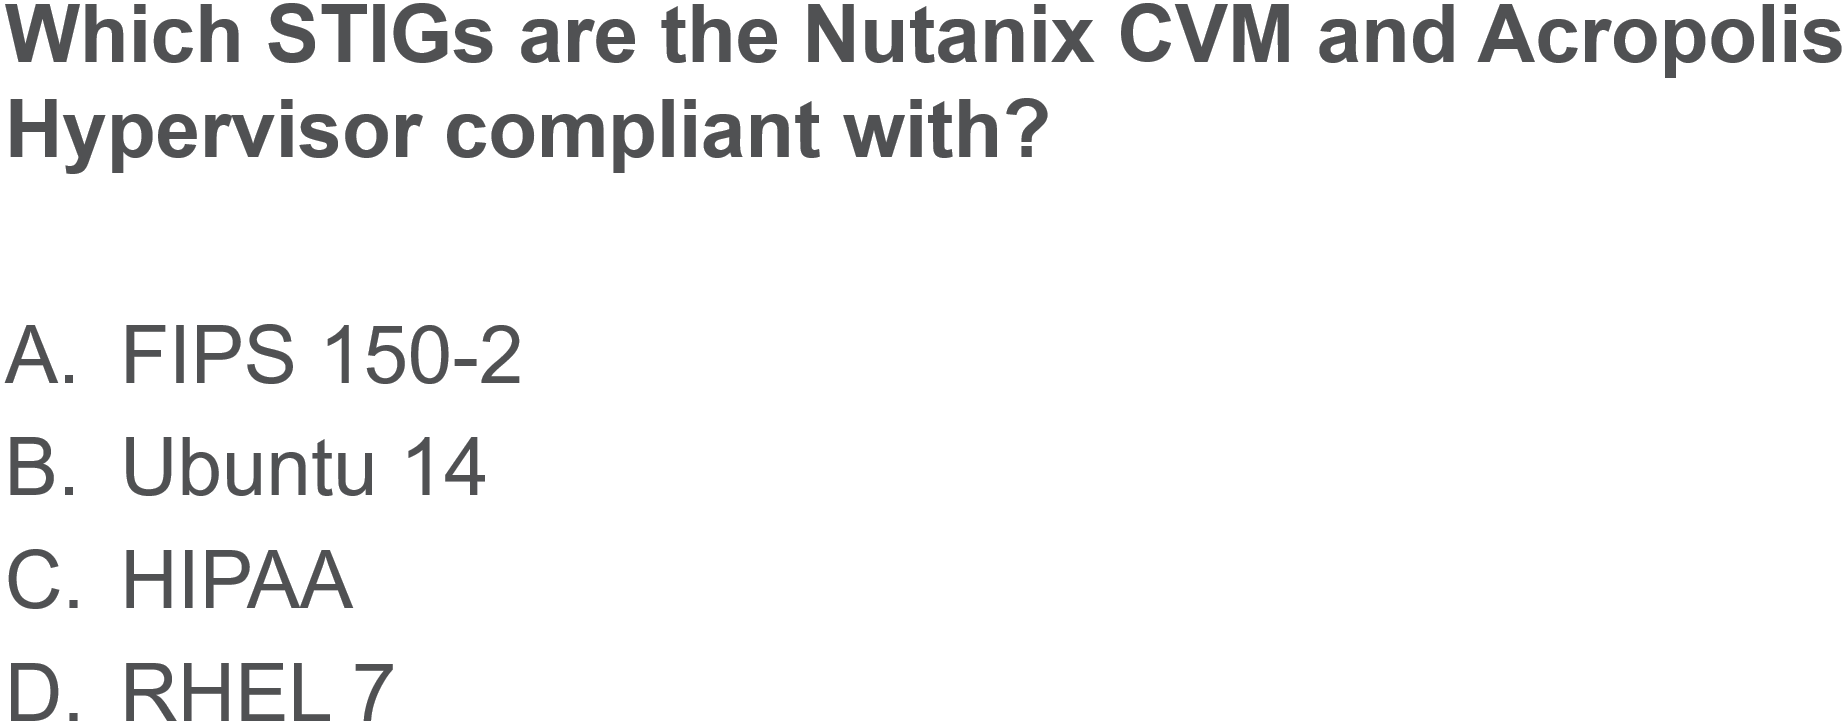 Which STIGs are the Nutanix CVM and Acropolis
Hypervisor compliant with?
A. FIPS 150-2
B. Ubuntu 14
C. HIPAA
D. RHEL 7